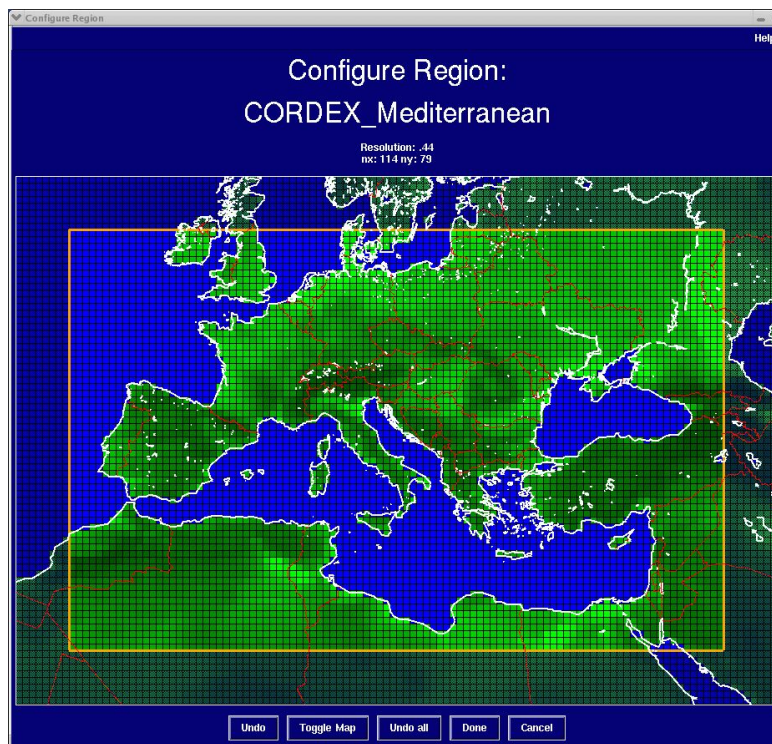 Configure Region
Help
Configure Region:
CORDEX_Mediterranean
Resolution: .44
nx: 114 ny: 79
Undo
Toggle Map
Undo all
Done
Cancel